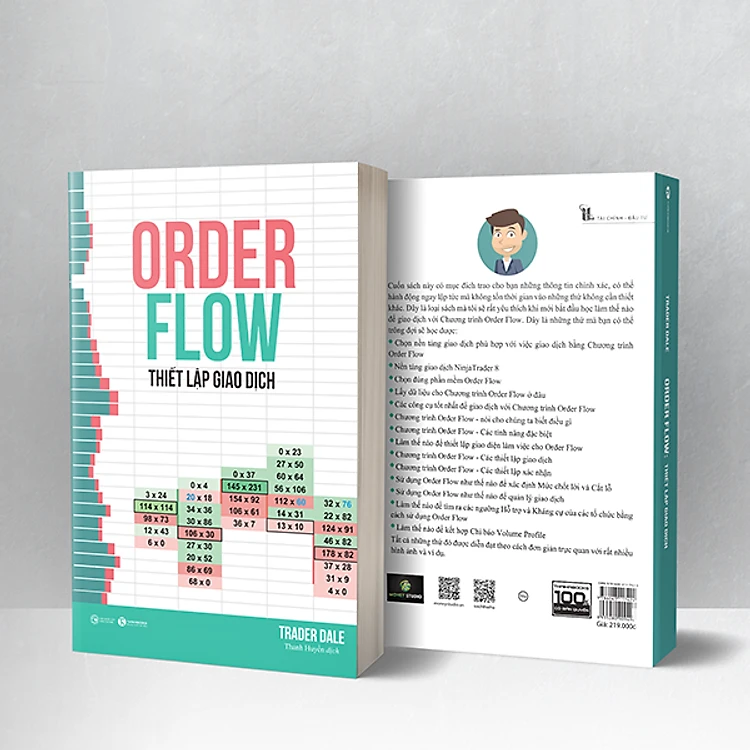 ORDER
FLOW
THIẾT LẬP GIAO DỊCH
0 x 23
27 x 50
60 x 64
56 x 106
112 x 60
14 x 31
13 x 10
0 x 37
145 x 231
154 x 92
106 x 61
36 x 7
0 x 4
20 x 18
34 x 36
30 x 86
106 x 30
27 x 30
20 x 52
86 x 69
68 x 0
3 x 24
114 x 114
98 x 73
12 x 43
6 x 0
32 x 76
22 x 82
124 x 91
46 x 82
178 x 82
37 x 28
31 x 9
4 x 0
TRADER DALE
Thanh Huyền dịch
TÀI CHÍNH - ĐẦU TƯ
Cuốn sách này có mục đích trao cho bạn những thông tin chính xác, có thể
hành động ngay lập tức mà không tốn thời gian vào những thứ không cần thiết
khác. Đây là loại sách mà tôi sẽ rất yêu thích khi mới bắt đầu học làm thế nào
để giao dịch với Chương trình Order Flow. Đây là những thứ mà bạn có thể
trông đợi sẽ học được:
Chọn nền tảng giao dịch phù hợp với việc giao dịch bằng Chương trình
Order Flow
Nền tảng giao dịch NinjaTrader 8
Chọn đúng phần mềm Order Flow
Lấy dữ liệu cho Chương trình Order Flow ở đâu
Các công cụ tốt nhất để giao dịch với Chương trình Order Flow
Chương trình Order Flow - nói cho chúng ta biết điều gì
Chương trình Order Flow - Các tính năng đặc biệt
Làm thế nào để thiết lập giao diện làm việc cho Order Flow
Chương trình Order Flow - Các thiết lập giao dịch
Chương trình Order Flow - Các thiết lập xác nhận
Sử dụng Order Flow như thế nào để xác định Mức chốt lời và Cắt lỗ
Sử dụng Order Flow như thế nào để quản lý giao dịch
Làm thế nào để tìm ra các ngưỡng Hỗ trợ và Kháng cự của các tổ chức bằng
cách sử dụng Order Flow
Làm thế nào để kết hợp Chỉ báo Volume Profile
Tất cả những thứ đó được diễn đạt theo cách đơn giản trực quan với rất nhiều
hình ảnh và ví dụ.
MONEY STUDIO
100%
Giá: 219.000đ
TRADER DALE
ORDER FLOW: THIẾT LẬP GIAO DỊCH